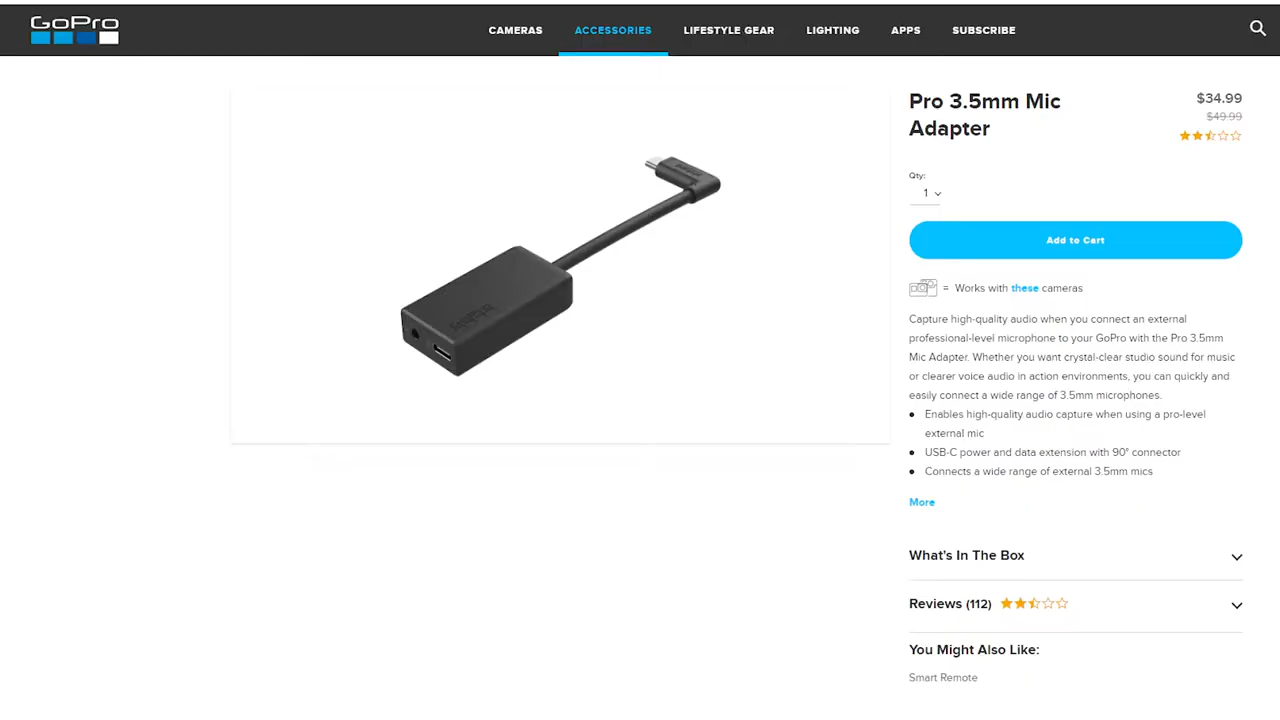 GoPro
CAMERAS
ACCESSORIES
LIFESTYLE GEAR
LIGHTING
APPS
SUBSCRIBE
Pro 3.5mm Mic
Adapter
$34.99
$49.99
Qty:
1
Add to Cart
= Works with these cameras
Capture high-quality audio when you connect an external
professional-level microphone to your GoPro with the Pro 3.5mm
Mic Adapter. Whether you want crystal-clear studio sound for music
or clearer voice audio in action environments, you can quickly and
easily connect a wide range of 3.5mm microphones.
• Enables high-quality audio capture when using a pro-level
external mic
• USB-C power and data extension with 90° connector
• Connects a wide range of external 3.5mm mics
More
What's In The Box
Reviews (112)
You Might Also Like:
Smart Remote